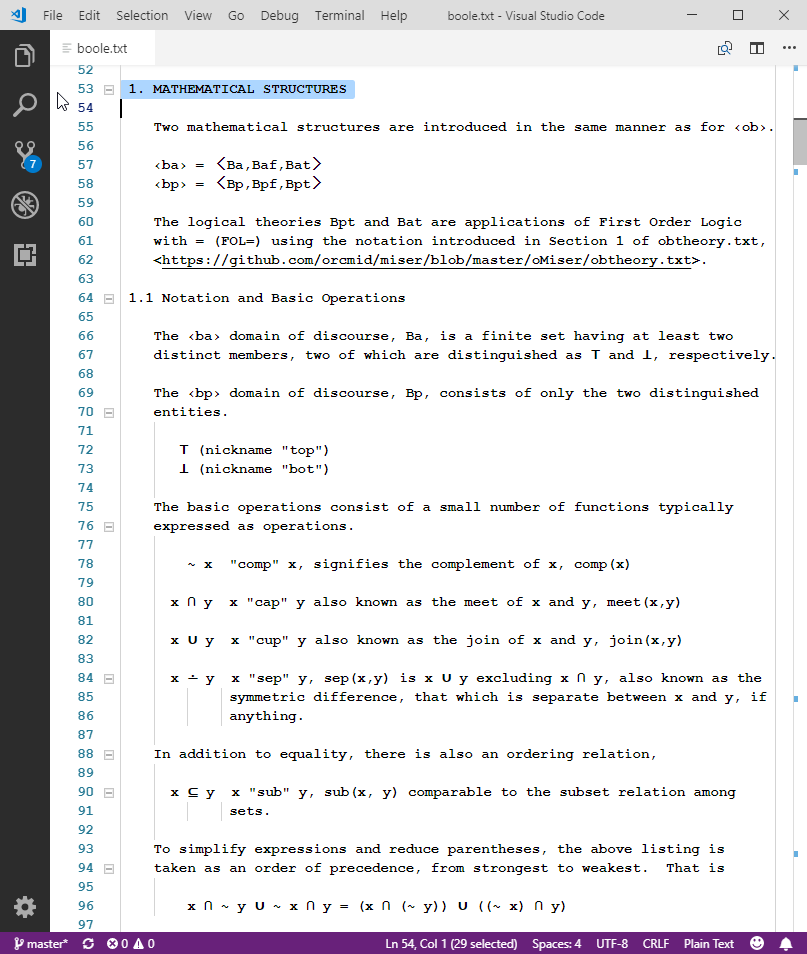 File Edit Selection View Go Debug Terminal Help boole.txt - Visual Studio Code
boole.txt
52
53 1. MATHEMATICAL STRUCTURES
54
55 Two mathematical structures are introduced in the same manner as for ‹ob›.
56
57 ‹ba› = 〈Ba,Baf,Bat〉
58 ‹bp› = 〈Bp,Bpf,Bpt〉
59
60 The logical theories Bpt and Bat are applications of First Order Logic
61 with = (FOL=) using the notation introduced in Section 1 of obtheory.txt,
62 <https://github.com/orcmid/miser/blob/master/oMiser/obtheory.txt>.
63
64 1.1 Notation and Basic Operations
65
66 The ‹ba› domain of discourse, Ba, is a finite set having at least two
67 distinct members, two of which are distinguished as ⊤ and ⊥, respectively.
68
69 The ‹bp› domain of discourse, Bp, consists of only the two distinguished
70 entities.
71
72 ⊤ (nickname "top")
73 ⊥ (nickname "bot")
74
75 The basic operations consist of a small number of functions typically
76 expressed as operations.
77
78 ~ x "comp" x, signifies the complement of x, comp(x)
79
80 x ∩ y x "cap" y also known as the meet of x and y, meet(x,y)
81
82 x ∪ y x "cup" y also known as the join of x and y, join(x,y)
83
84 x ∸ y x "sep" y, sep(x,y) is x ∪ y excluding x ∩ y, also known as the
85 symmetric difference, that which is separate between x and y, if
86 anything.
87
88 In addition to equality, there is also an ordering relation,
89
90 x ⊆ y x "sub" y, sub(x, y) comparable to the subset relation among
91 sets.
92
93 To simplify expressions and reduce parentheses, the above listing is
94 taken as an order of precedence, from strongest to weakest. That is
95
96 x ∩ ~ y ∪ ~ x ∩ y = (x ∩ (~ y)) ∪ ((~ x) ∩ y)
97
7
master* 0 0 Ln 54, Col 1 (29 selected) Spaces: 4 UTF-8 CRLF Plain Text